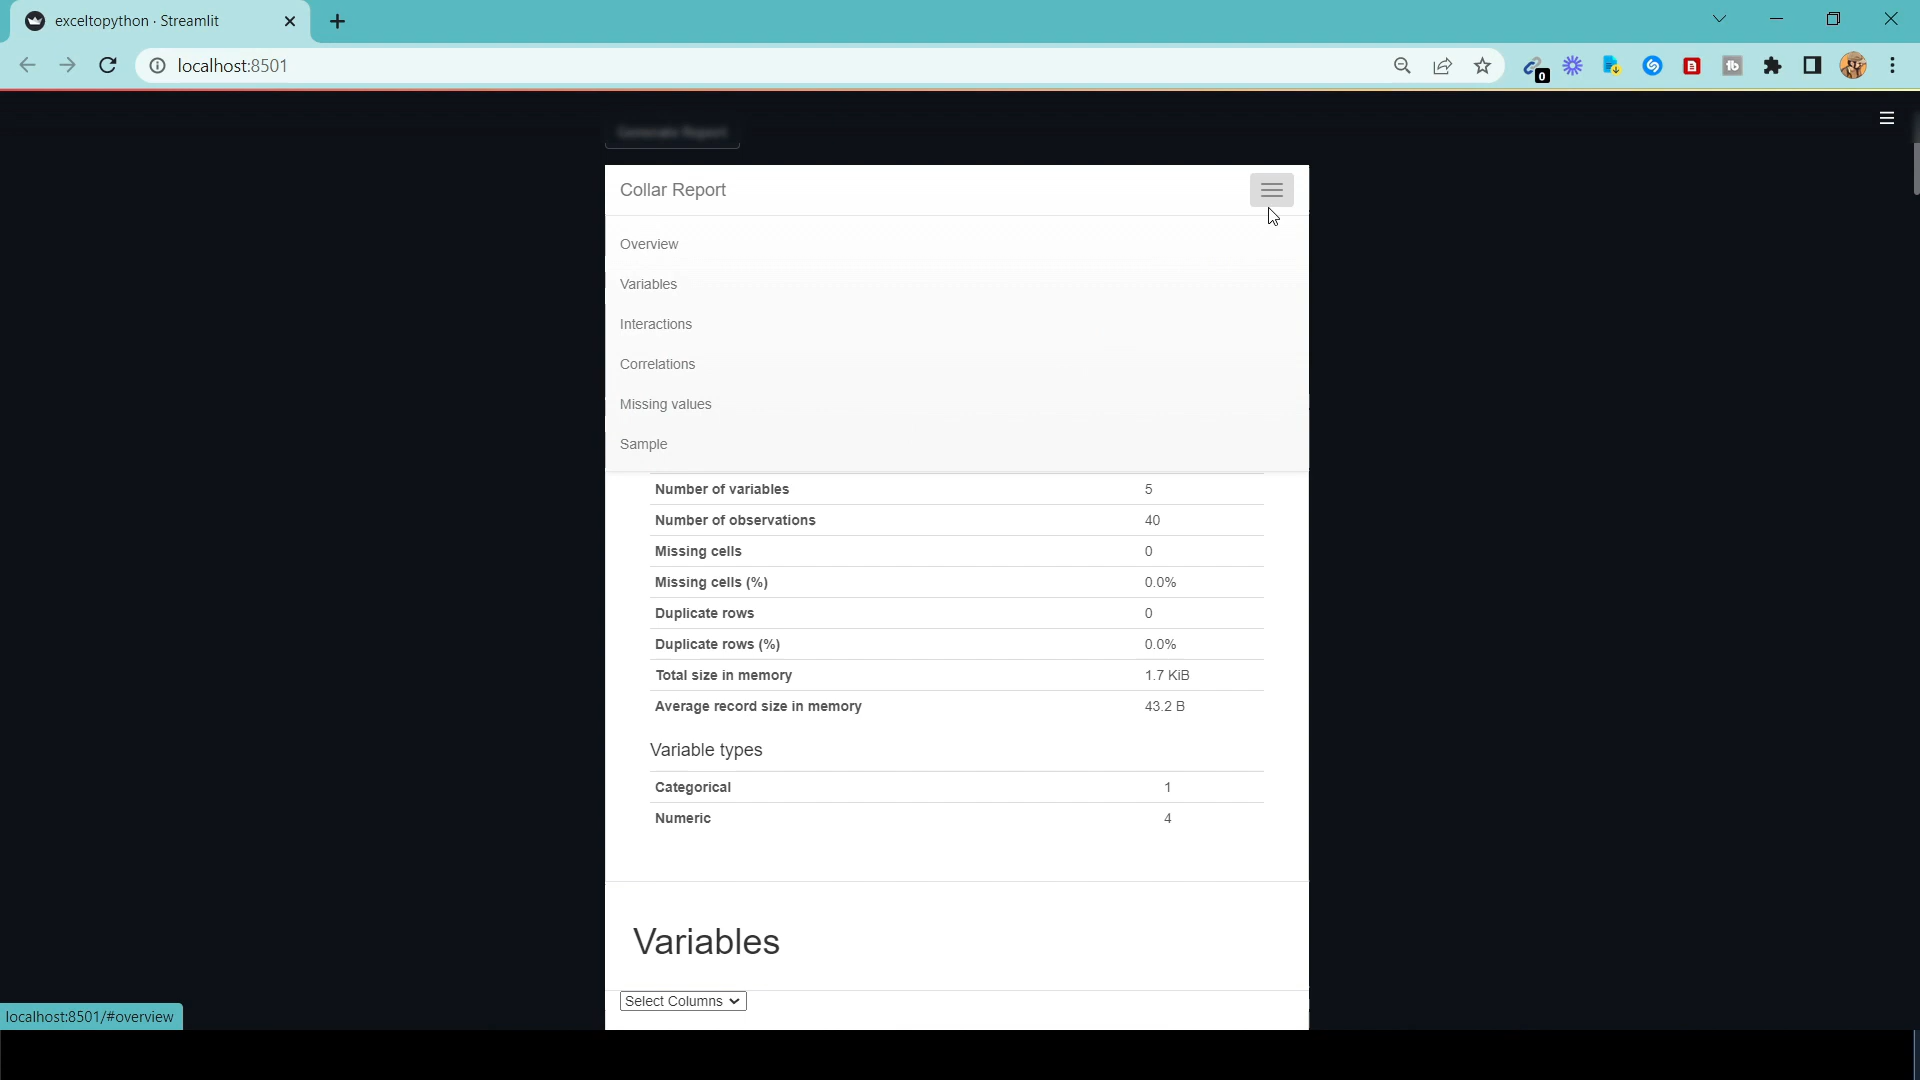 exceltopython · Streamlit
localhost:8501
0
tb
Generate Report
Collar Report
Overview
Variables
Interactions
Correlations
Missing values
Sample
Number of variables 5
Number of observations 40
Missing cells 0
Missing cells (%) 0.0%
Duplicate rows 0
Duplicate rows (%) 0.0%
Total size in memory 1.7 KiB
Average record size in memory 43.2 B
Variable types
Categorical 1
Numeric 4
Variables
Select Columns
localhost:8501/#overview